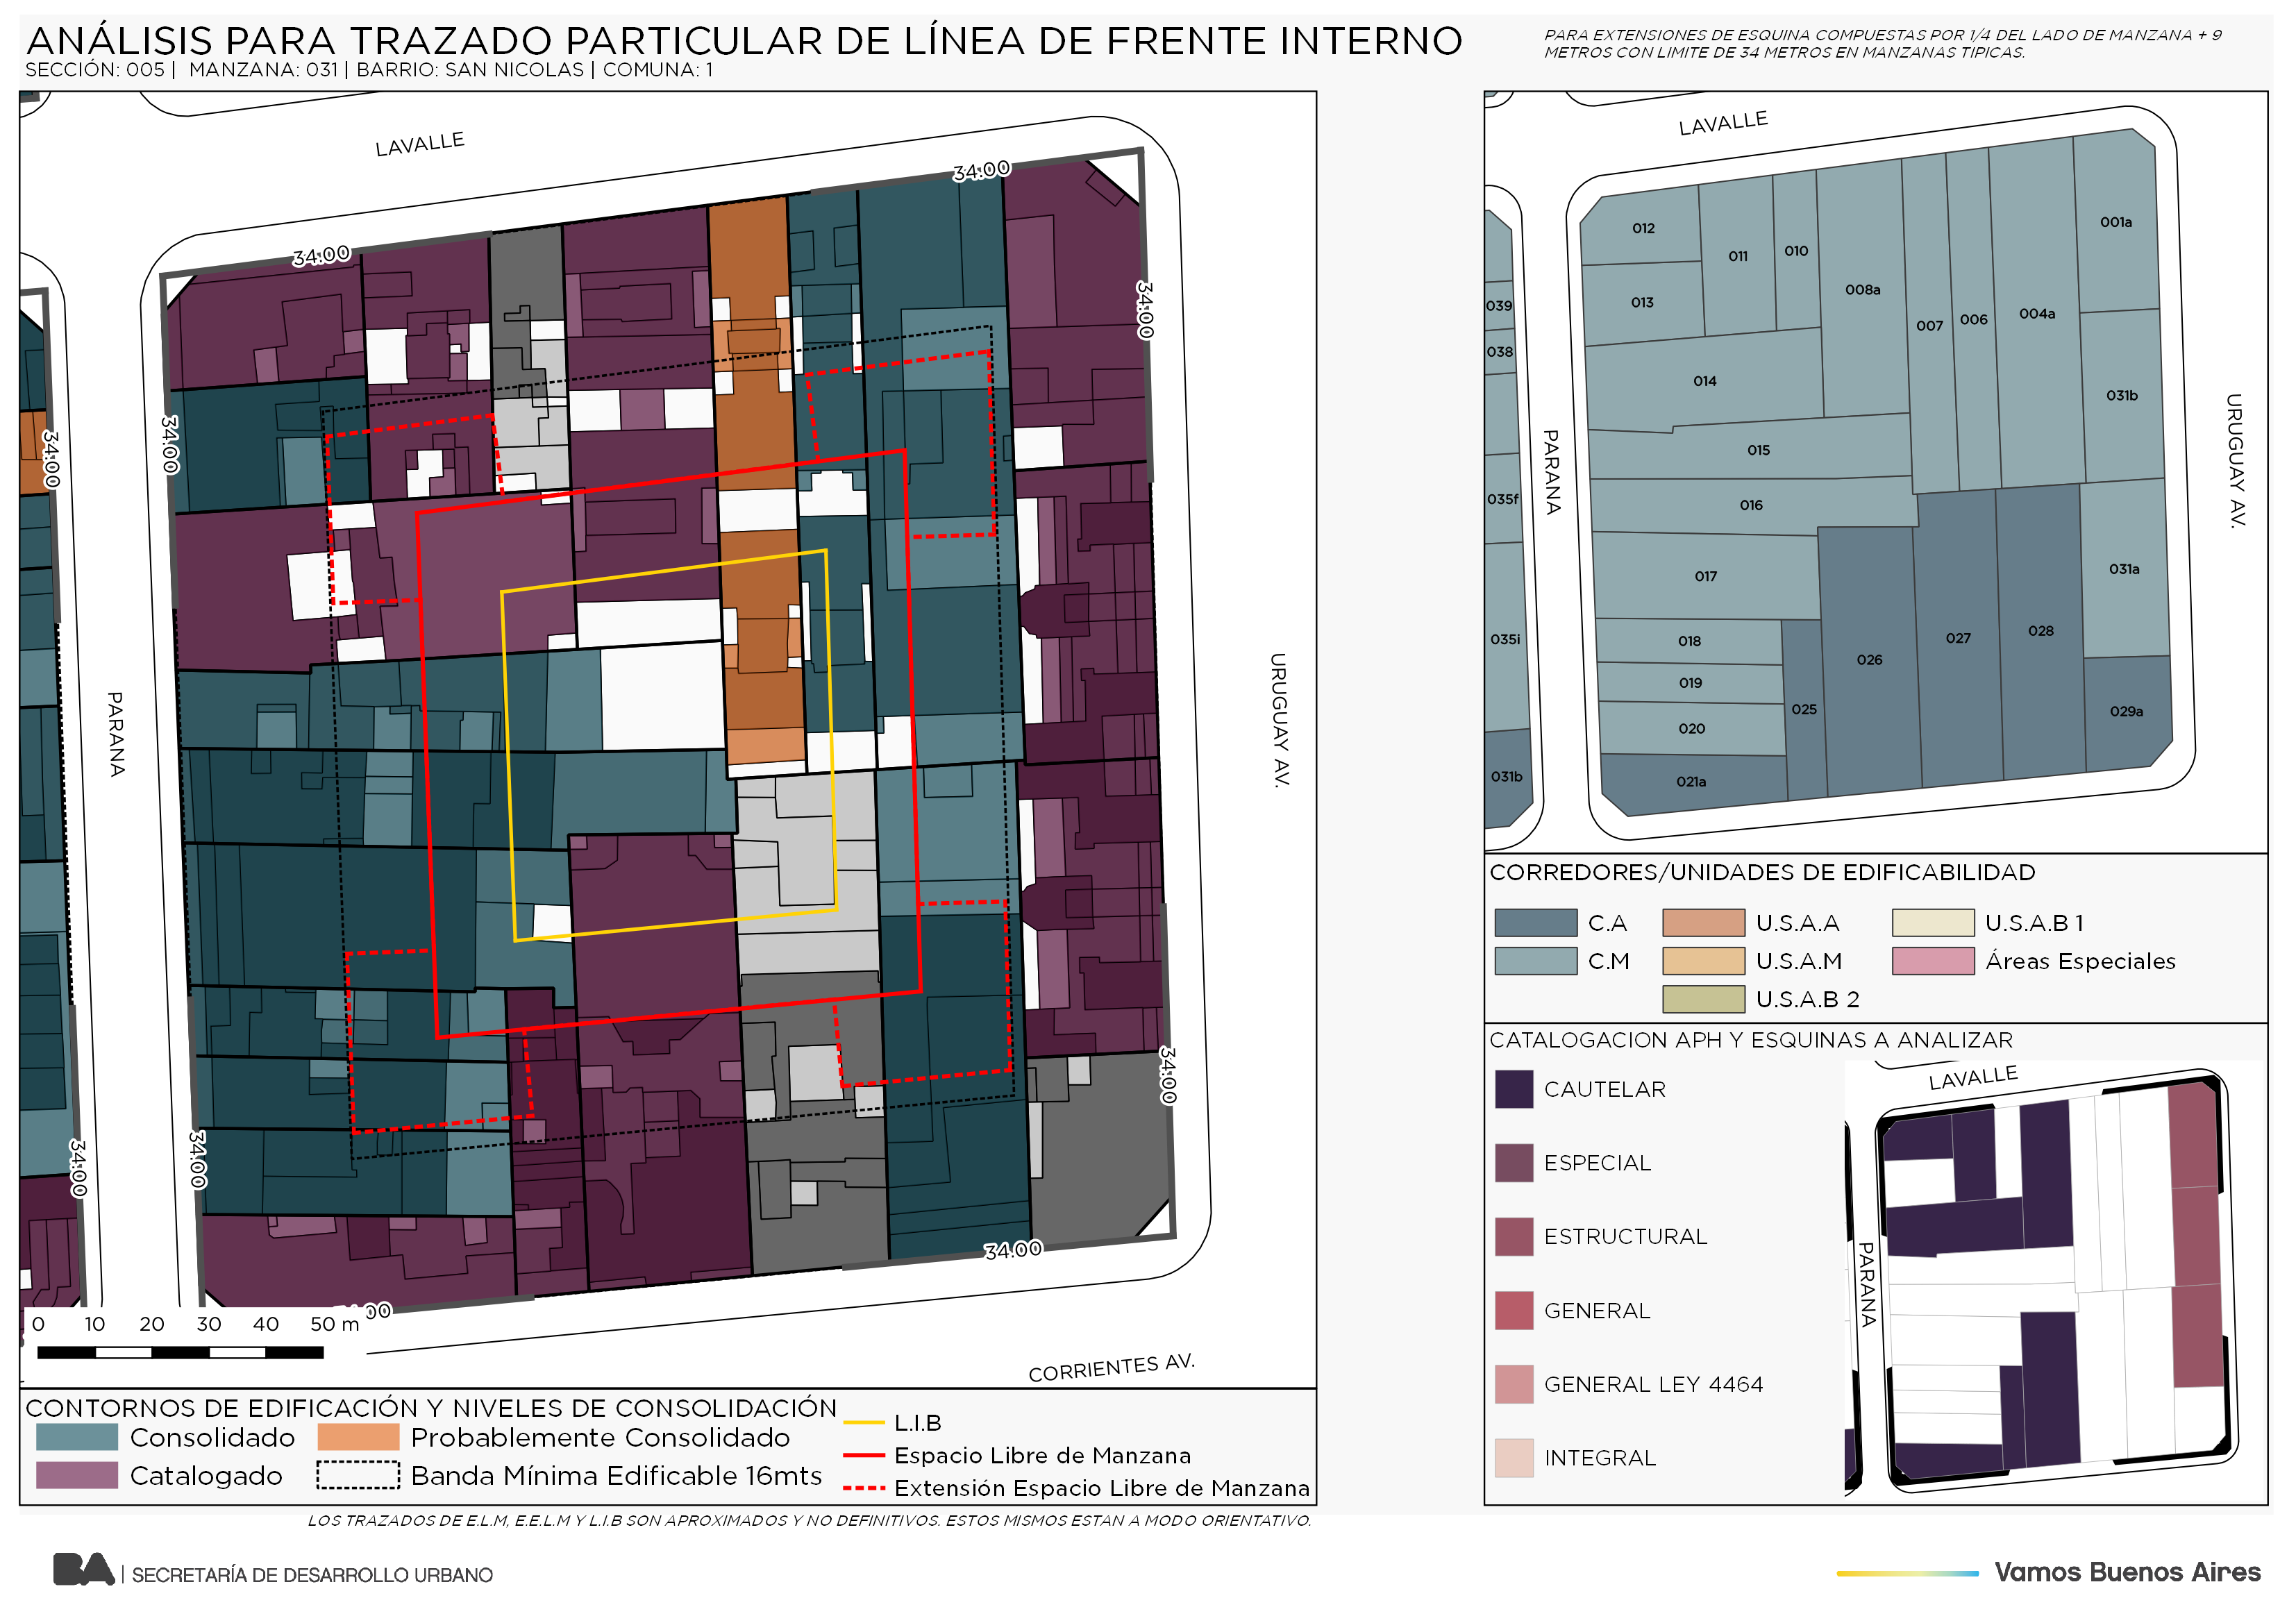 ANÁLISIS PARA TRAZADO PARTICULAR DE LÍNEA DE FRENTE INTERNO
SECCIÓN: 005 | MANZANA: 031 | BARRIO: SAN NICOLAS | COMUNA: 1
PARA EXTENSIONES DE ESQUINA COMPUESTAS POR 1/4 DEL LADO DE MANZANA + 9
METROS CON LIMITE DE 34 METROS EN MANZANAS TIPICAS.
LAVALLE
34.00
34.00
34.00
34.00
34.00
PARANA
URUGUAY AV.
34.00
34.00
34.00
34.00
00
CORRIENTES AV.
0 10 20 30 40 50 m
CONTORNOS DE EDIFICACIÓN Y NIVELES DE CONSOLIDACIÓN
Consolidado
Catalogado
Probablemente Consolidado
Banda Mínima Edificable 16mts
L.I.B
Espacio Libre de Manzana
Extensión Espacio Libre de Manzana
LOS TRAZADOS DE E.L.M, E.E.L.M Y L.I.B SON APROXIMADOS Y NO DEFINITIVOS. ESTOS MISMOS ESTAN A MODO ORIENTATIVO.
LAVALLE
PARANA
URUGUAY AV.
012
011
010
008a
007
006
004a
001a
013
014
015
016
017
018
019
020
021a
025
026
027
028
031b
031a
029a
039
038
035f
035i
031b
CORREDORES/UNIDADES DE EDIFICABILIDAD
C.A
C.M
U.S.A.A
U.S.A.M
U.S.A.B 2
U.S.A.B 1
Áreas Especiales
CATALOGACION APH Y ESQUINAS A ANALIZAR
CAUTELAR
ESPECIAL
ESTRUCTURAL
GENERAL
GENERAL LEY 4464
INTEGRAL
LAVALLE
PARANA
BA | SECRETARÍA DE DESARROLLO URBANO
Vamos Buenos Aires